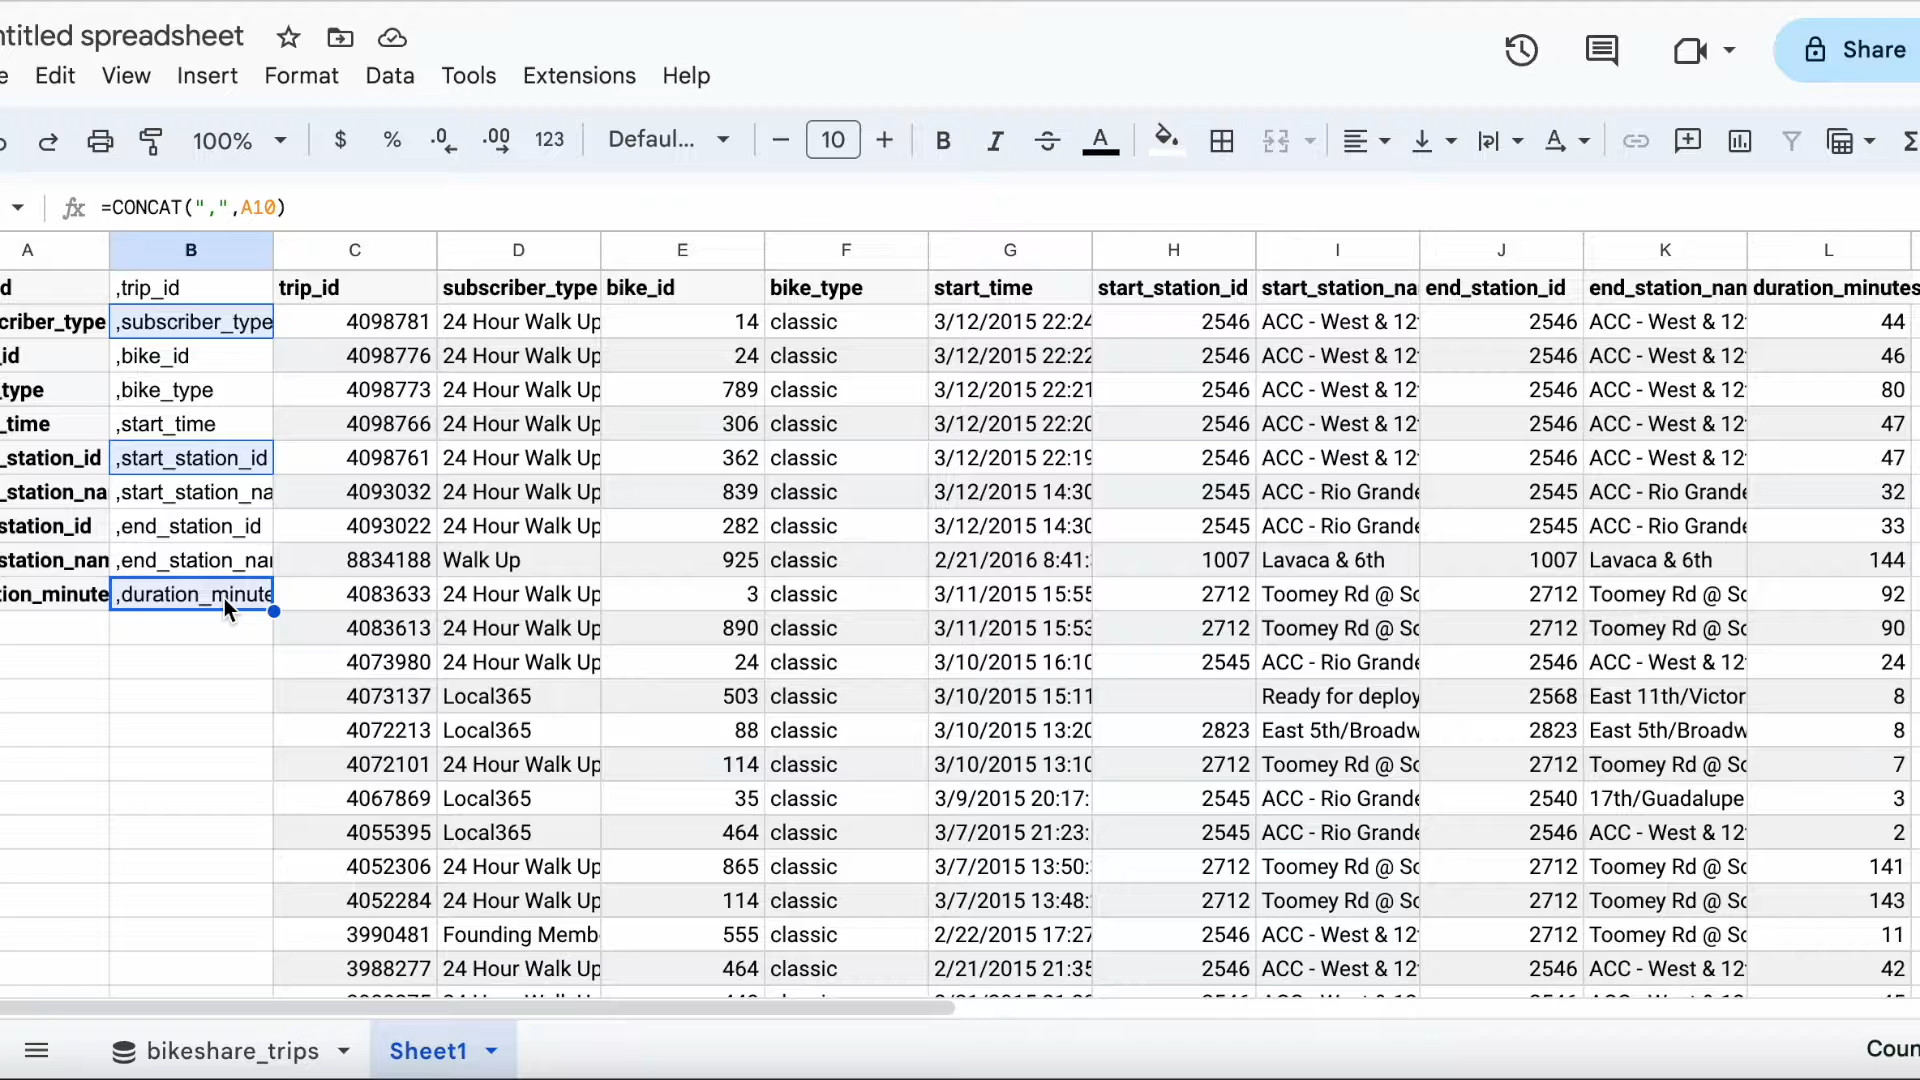 ntitled spreadsheet
e Edit View Insert Format Data Tools Extensions Help
Share
100% $ % .0 .00 123 Defaul... 10 B I A
fx =CONCAT(",",A10)
A B C D E F G H I J K L
d ,trip_id trip_id subscriber_type bike_id bike_type start_time start_station_id start_station_na end_station_id end_station_nan duration_minutes
criber_type ,subscriber_type 4098781 24 Hour Walk Up 14 classic 3/12/2015 22:24 2546 ACC - West & 12 2546 ACC - West & 12 44
_id ,bike_id 4098776 24 Hour Walk Up 24 classic 3/12/2015 22:22 2546 ACC - West & 12 2546 ACC - West & 12 46
_type ,bike_type 4098773 24 Hour Walk Up 789 classic 3/12/2015 22:21 2546 ACC - West & 12 2546 ACC - West & 12 80
_time ,start_time 4098766 24 Hour Walk Up 306 classic 3/12/2015 22:20 2546 ACC - West & 12 2546 ACC - West & 12 47
_station_id ,start_station_id 4098761 24 Hour Walk Up 362 classic 3/12/2015 22:19 2546 ACC - West & 12 2546 ACC - West & 12 47
_station_na ,start_station_na 4093032 24 Hour Walk Up 839 classic 3/12/2015 14:30 2545 ACC - Rio Grande 2545 ACC - Rio Grande 32
station_id ,end_station_id 4093022 24 Hour Walk Up 282 classic 3/12/2015 14:30 2545 ACC - Rio Grande 2545 ACC - Rio Grande 33
station_nan ,end_station_nar 8834188 Walk Up 925 classic 2/21/2016 8:41: 1007 Lavaca & 6th 1007 Lavaca & 6th 144
tion_minute ,duration_minute 4083633 24 Hour Walk Up 3 classic 3/11/2015 15:55 2712 Toomey Rd @ Sc 2712 Toomey Rd @ Sc 92
4083613 24 Hour Walk Up 890 classic 3/11/2015 15:53 2712 Toomey Rd @ Sc 2712 Toomey Rd @ Sc 90
4073980 24 Hour Walk Up 24 classic 3/10/2015 16:10 2545 ACC - Rio Grande 2546 ACC - West & 12 24
4073137 Local365 503 classic 3/10/2015 15:11 Ready for deploy 2568 East 11th/Victor 8
4072213 Local365 88 classic 3/10/2015 13:20 2823 East 5th/Broadw 2823 East 5th/Broadw 8
4072101 24 Hour Walk Up 114 classic 3/10/2015 13:10 2712 Toomey Rd @ Sc 2712 Toomey Rd @ Sc 7
4067869 Local365 35 classic 3/9/2015 20:17: 2545 ACC - Rio Grande 2540 17th/Guadalupe 3
4055395 Local365 464 classic 3/7/2015 21:23: 2545 ACC - Rio Grande 2546 ACC - West & 12 2
4052306 24 Hour Walk Up 865 classic 3/7/2015 13:50: 2712 Toomey Rd @ Sc 2712 Toomey Rd @ Sc 141
4052284 24 Hour Walk Up 114 classic 3/7/2015 13:48: 2712 Toomey Rd @ Sc 2712 Toomey Rd @ Sc 143
3990481 Founding Memb 555 classic 2/22/2015 17:27 2546 ACC - West & 12 2712 Toomey Rd @ Sc 11
3988277 24 Hour Walk Up 464 classic 2/21/2015 21:35 2546 ACC - West & 12 2546 ACC - West & 12 42
bikeshare_trips Sheet1 Coun